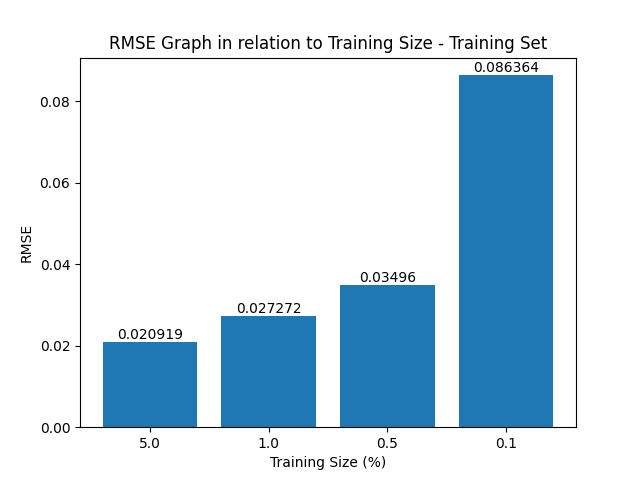 RMSE Graph in relation to Training Size - Training Set
0.086364
0.08
0.06
RMSE
0.04
0.03496
0.027272
0.020919
0.02
0.00
5.0 1.0 0.5 0.1
Training Size (%)